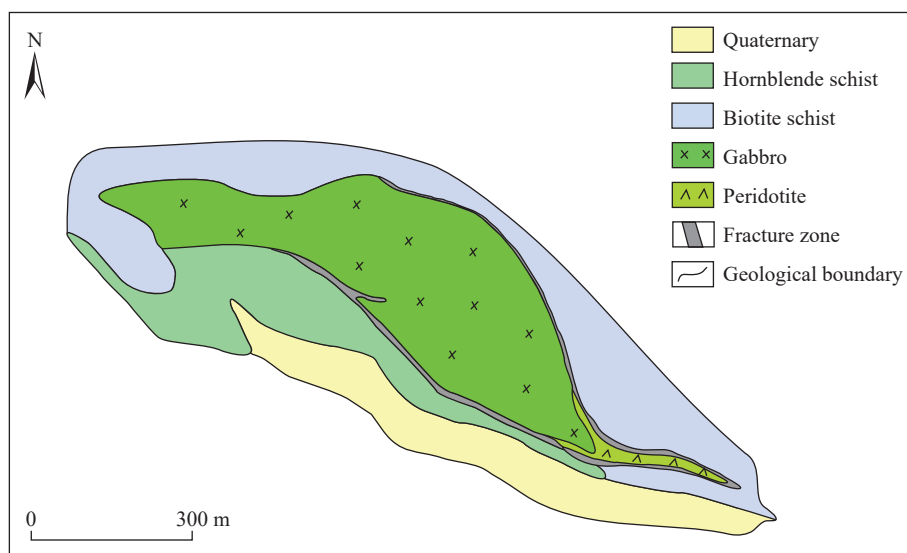 N
Quaternary
Hornblende schist
Biotite schist
Gabbro
Peridotite
Fracture zone
Geological boundary
0 300 m